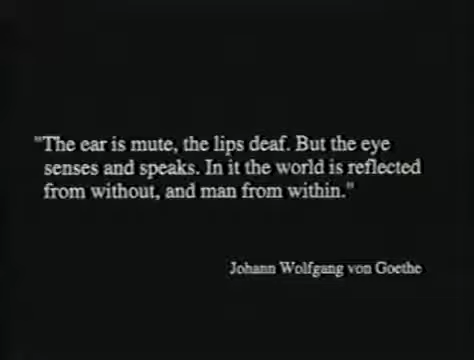 "The ear is mute, the lips deaf. But the eye
senses and speaks. In it the world is reflected
from without, and man from within."
Johann Wolfgang von Goethe